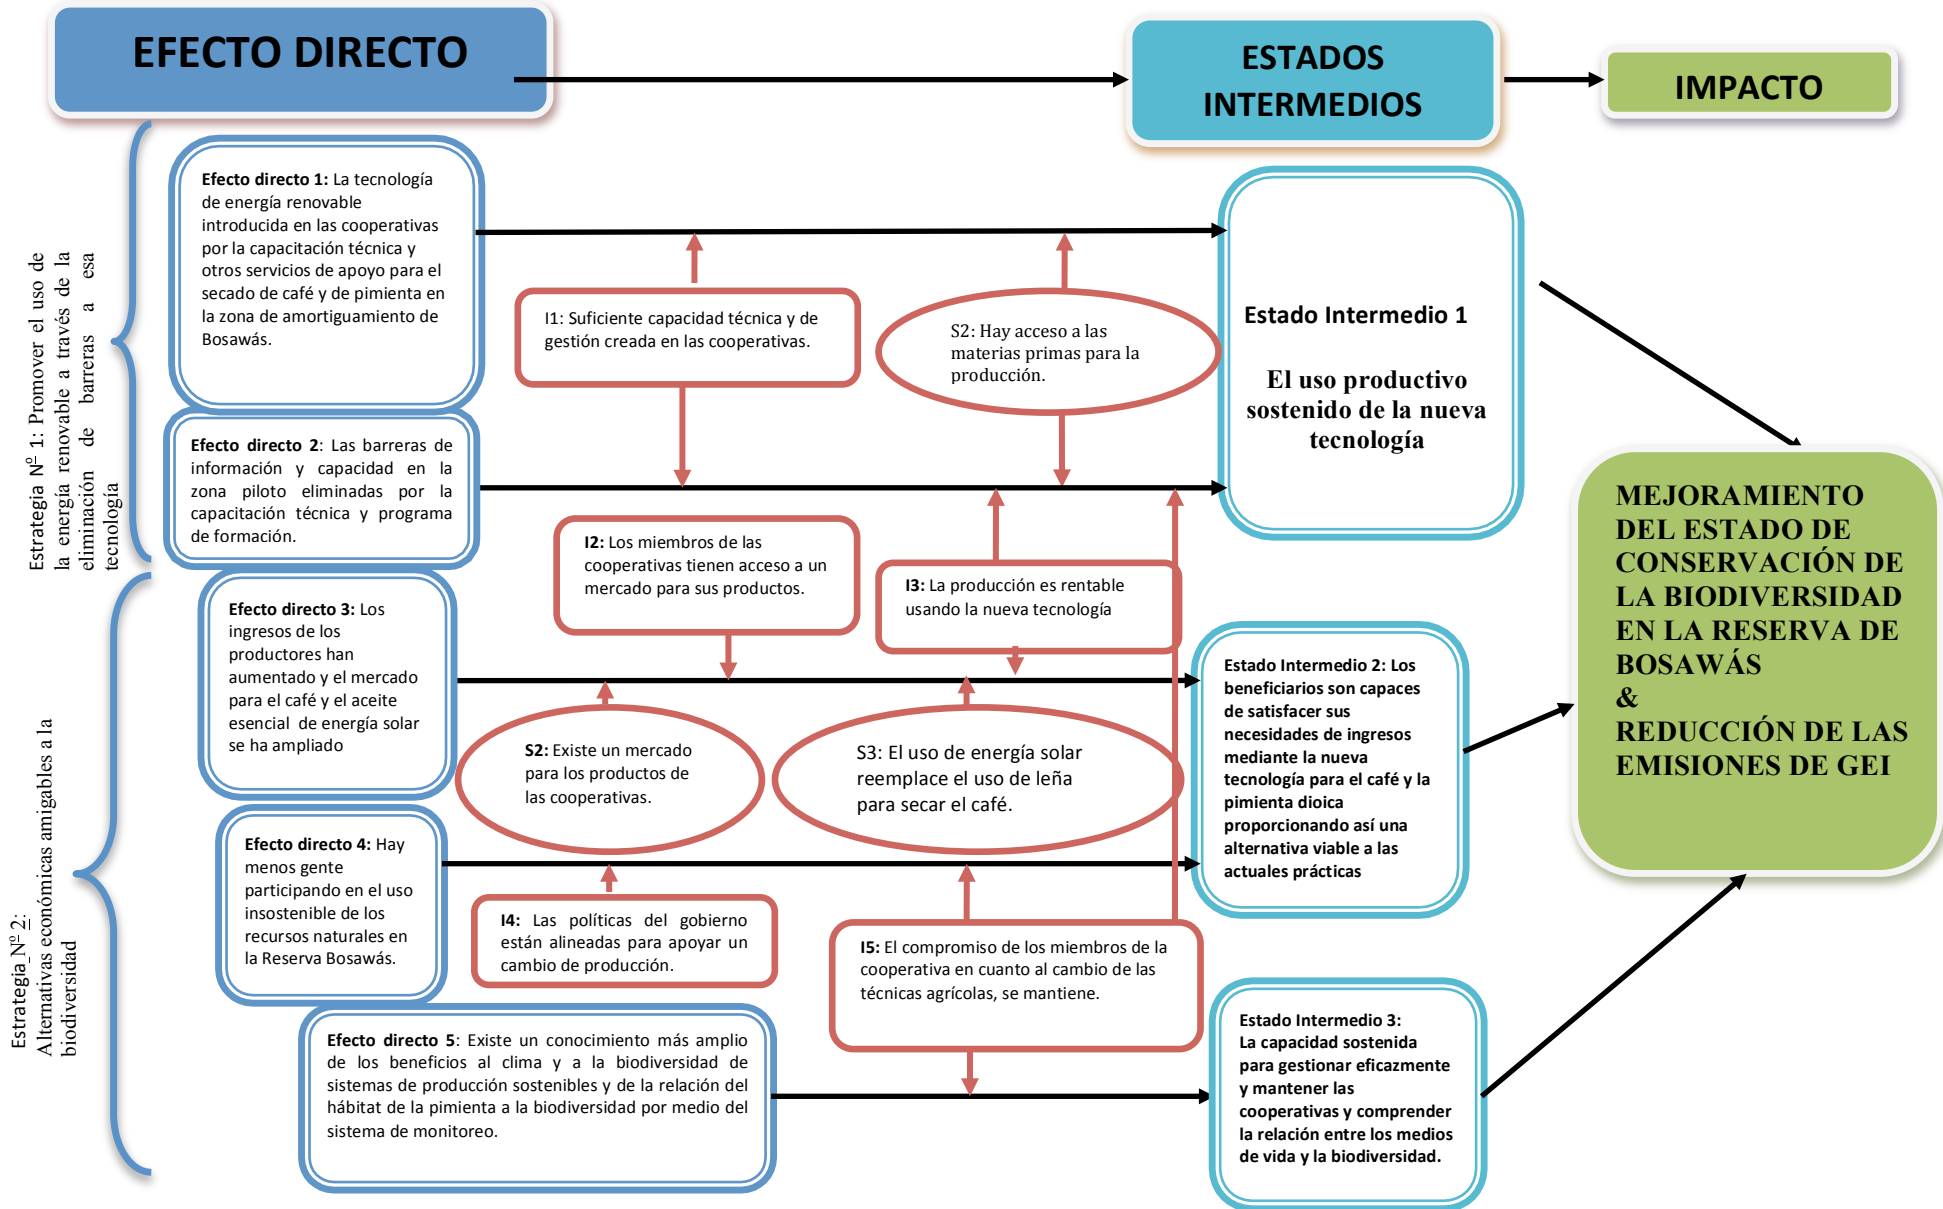 EFECTO DIRECTO
ESTADOS
INTERMEDIOS
IMPACTO
Estrategia Nº 1: Promover el uso de
la energía renovable a través de la
eliminación de barreras a esa
tecnología
Efecto directo 1: La tecnología
de energía renovable
introducida en las cooperativas
por la capacitación técnica y
otros servicios de apoyo para el
secado de café y de pimienta en
la zona de amortiguamiento de
Bosawás.
I1: Suficiente capacidad técnica y de
gestión creada en las cooperativas.
S2: Hay acceso a las
materias primas para la
producción.
Estado Intermedio 1
El uso productivo
sostenido de la nueva
tecnología
Efecto directo 2: Las barreras de
información y capacidad en la
zona piloto eliminadas por la
capacitación técnica y programa
de formación.
I2: Los miembros de las
cooperativas tienen acceso a un
mercado para sus productos.
I3: La producción es rentable
usando la nueva tecnología
MEJORAMIENTO
DEL ESTADO DE
CONSERVACIÓN DE
LA BIODIVERSIDAD
EN LA RESERVA DE
BOSAWÁS
&
REDUCCIÓN DE LAS
EMISIONES DE GEI
Estrategia Nº 2:
Alternativas económicas amigables a la
biodiversidad
Efecto directo 3: Los
ingresos de los
productores han
aumentado y el mercado
para el café y el aceite
esencial de energía solar
se ha ampliado
S2: Existe un mercado
para los productos de
las cooperativas.
S3: El uso de energía solar
reemplace el uso de leña
para secar el café.
Estado Intermedio 2: Los
beneficiarios son capaces
de satisfacer sus
necesidades de ingresos
mediante la nueva
tecnología para el café y la
pimienta dioica
proporcionando así una
alternativa viable a las
actuales prácticas
Efecto directo 4: Hay
menos gente
participando en el uso
insostenible de los
recursos naturales en
la Reserva Bosawás.
I4: Las políticas del gobierno
están alineadas para apoyar un
cambio de producción.
I5: El compromiso de los miembros de la
cooperativa en cuanto al cambio de las
técnicas agrícolas, se mantiene.
Efecto directo 5: Existe un conocimiento más amplio
de los beneficios al clima y a la biodiversidad de
sistemas de producción sostenibles y de la relación del
hábitat de la pimienta a la biodiversidad por medio del
sistema de monitoreo.
Estado Intermedio 3:
La capacidad sostenida
para gestionar eficazmente
y mantener las
cooperativas y comprender
la relación entre los medios
de vida y la biodiversidad.